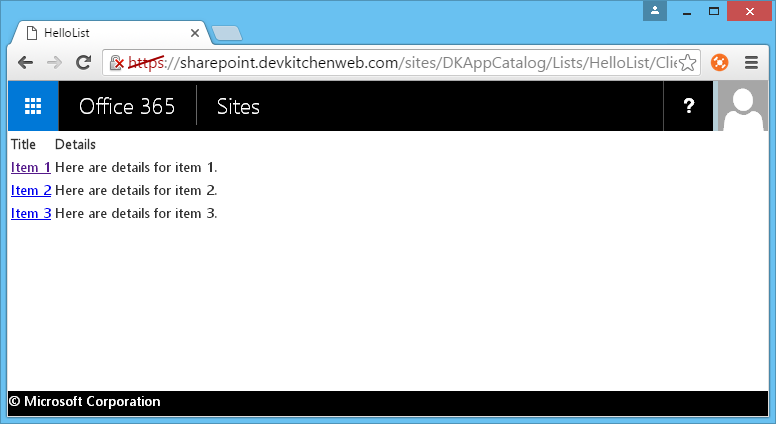 HelloList
https://sharepoint.devkitchenweb.com/sites/DKAppCatalog/Lists/HelloList/Clie
Office 365 Sites ?
Title Details
Item 1 Here are details for item 1.
Item 2 Here are details for item 2.
Item 3 Here are details for item 3.
© Microsoft Corporation